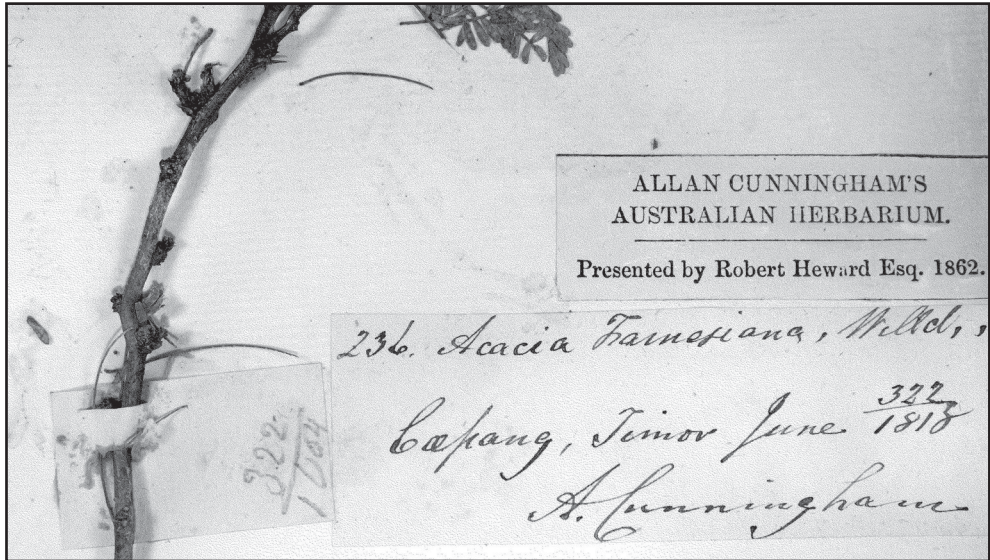 ALLAN CUNNINGHAM'S
AUSTRALIAN HERBARIUM.
Presented by Robert Heward Esq. 1862.
236. Acacia Farnesiana, Willd,,
Cœpang, Timor June 322/1818
A. Cunningham
322